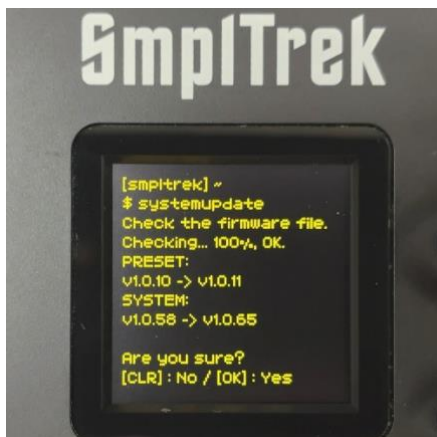 SmplTrek
[smpltrek] ~
$ systemupdate
Check the firmware file.
Checking... 100%, OK.
PRESET:
v1.0.10 -> v1.0.11
SYSTEM:
v1.0.58 -> v1.0.65
Are you sure?
[CLR] : No / [OK] : Yes